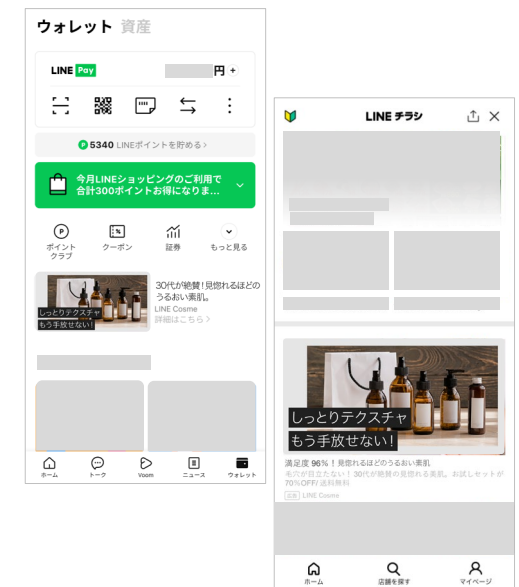 ウォレット 資産
LINE Pay
円 +
P 5340 LINEポイントを貯める >
今月LINEショッピングのご利用で
合計300ポイントお得になりま...
ポイント
クラブ
クーポン
証券
もっと見る
しっとりテクスチャ
もう手放せない!
30代が絶賛!見惚れるほどの
うるおい素肌。
LINE Cosme
詳細はこちら >
ホーム
トーク
Voom
ニュース
ウォレット
LINE チラシ
しっとりテクスチャ
もう手放せない!
満足度 96%！見惚れるほどのうるおい素肌
毛穴が目立たない！30代が絶賛の見惚れる素肌。お試しセットが
70%OFF/ 送料無料
広告 LINE Cosme
ホーム
店舗を探す
マイページ